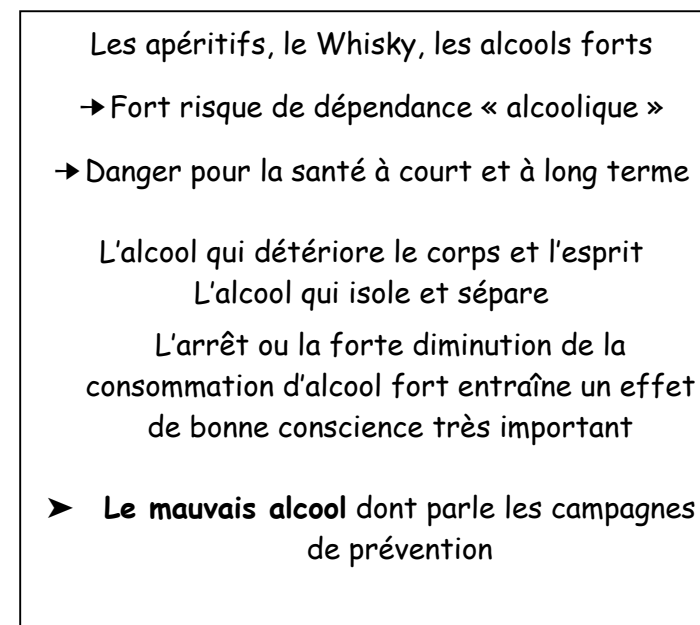 Les apéritifs, le Whisky, les alcools forts
→ Fort risque de dépendance « alcoolique »
→ Danger pour la santé à court et à long terme
L'alcool qui détériore le corps et l'esprit
L'alcool qui isole et sépare
L'arrêt ou la forte diminution de la
consommation d'alcool fort entraîne un effet
de bonne conscience très important
➤ Le mauvais alcool dont parle les campagnes
de prévention